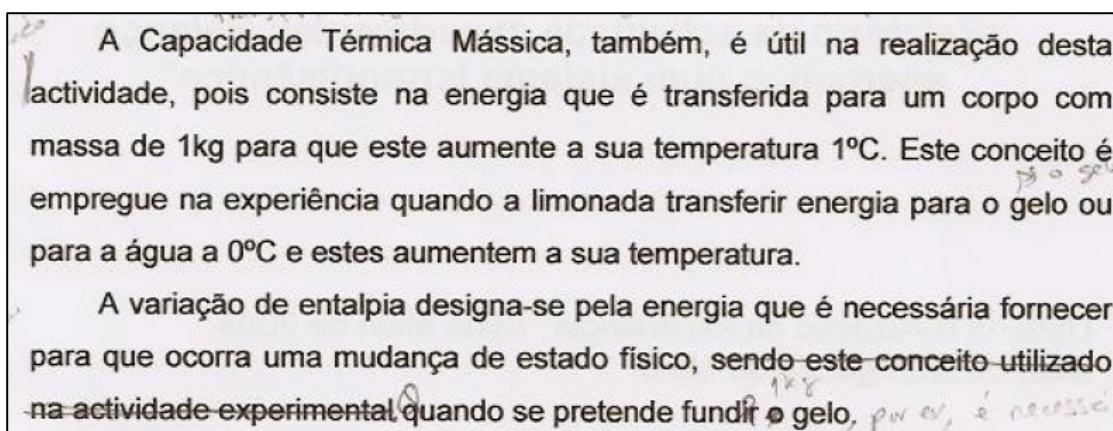 A Capacidade Térmica Mássica, também, é útil na realização desta
actividade, pois consiste na energia que é transferida para um corpo com
massa de 1kg para que este aumente a sua temperatura 1ºC. Este conceito é
empregue na experiência quando a limonada transferir energia para o gelo ou
para a água a 0ºC e estes aumentem a sua temperatura.
A variação de entalpia designa-se pela energia que é necessária fornecer
para que ocorra uma mudança de estado físico, sendo este conceito utilizado
1kg
na actividade experimental quando se pretende fundir o gelo, por ex, é